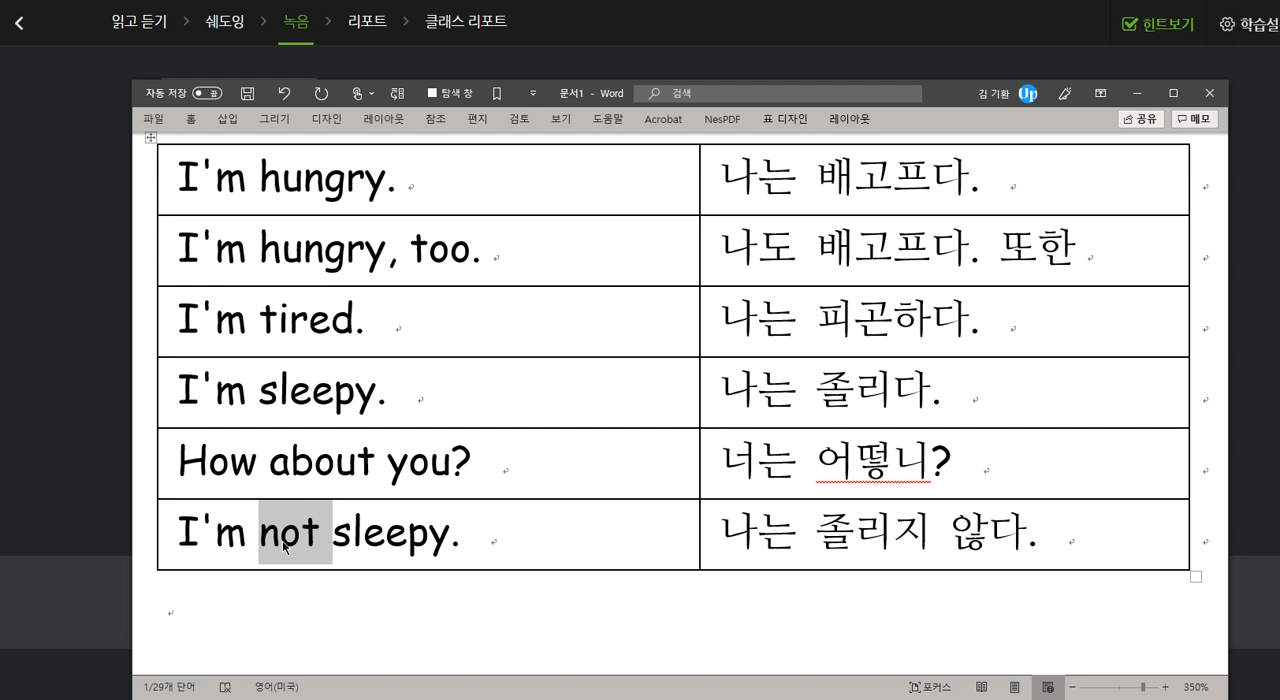 읽고 듣기 > 쉐도잉 > 녹음 > 리포트 > 클래스 리포트 힌트보기 학습설
자동 저장 탐색 창 문서1 - Word 검색 김 기환 Up
파일 홈 삽입 그리기 디자인 레이아웃 참조 편지 검토 보기 도움말 Acrobat NesPDF 표 디자인 레이아웃 공유 메모
I'm hungry. 나는 배고프다.
I'm hungry, too. 나도 배고프다. 또한
I'm tired. 나는 피곤하다.
I'm sleepy. 나는 졸리다.
How about you? 너는 어떻니?
I'm not sleepy. 나는 졸리지 않다.
1/29개 단어 영어(미국) 포커스 350%